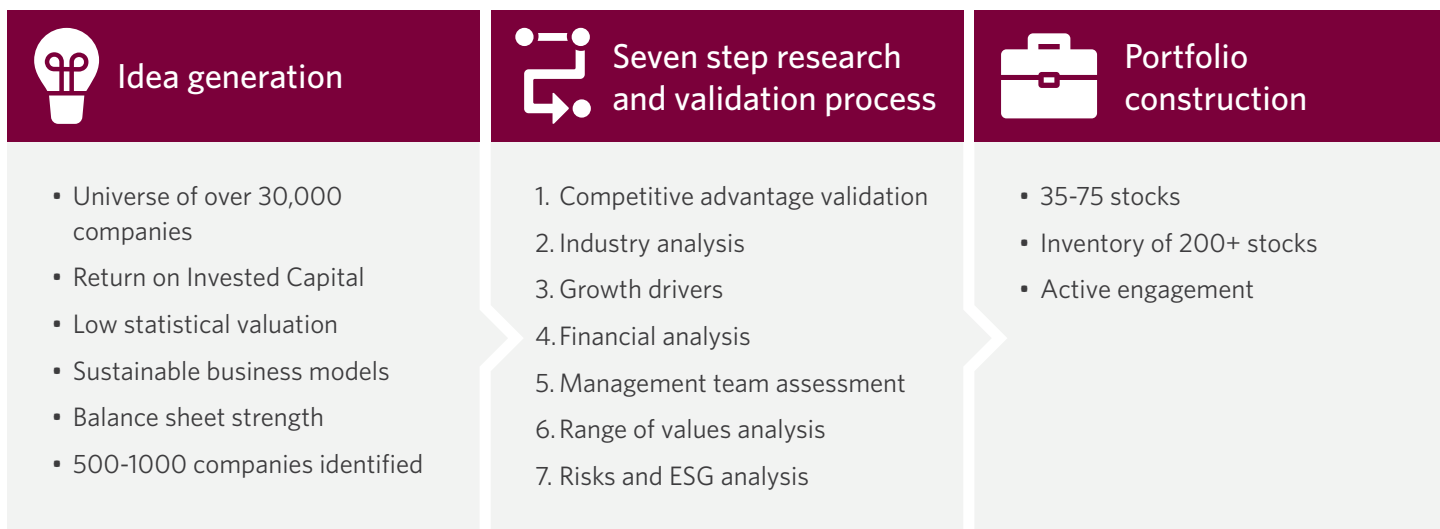 Idea generation
• Universe of over 30,000
companies
• Return on Invested Capital
• Low statistical valuation
• Sustainable business models
• Balance sheet strength
• 500-1000 companies identified
Seven step research
and validation process
1. Competitive advantage validation
2. Industry analysis
3. Growth drivers
4. Financial analysis
5. Management team assessment
6. Range of values analysis
7. Risks and ESG analysis
Portfolio
construction
• 35-75 stocks
• Inventory of 200+ stocks
• Active engagement